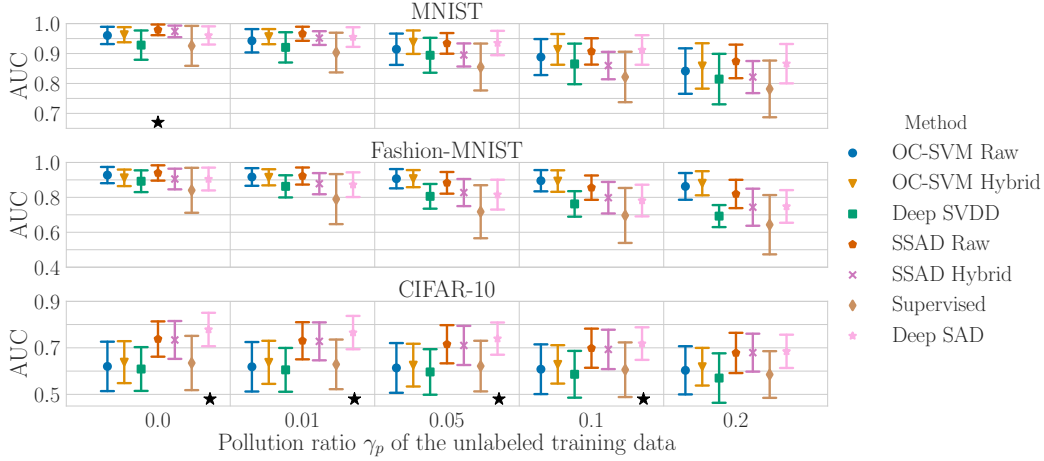 MNIST
1.0
0.9
0.8
0.7
AUC
Fashion-MNIST
1.0
0.8
0.6
0.4
AUC
CIFAR-10
0.9
0.7
0.5
AUC
0.0 0.01 0.05 0.1 0.2
Pollution ratio γp of the unlabeled training data
Method
OC-SVM Raw
OC-SVM Hybrid
Deep SVDD
SSAD Raw
SSAD Hybrid
Supervised
Deep SAD